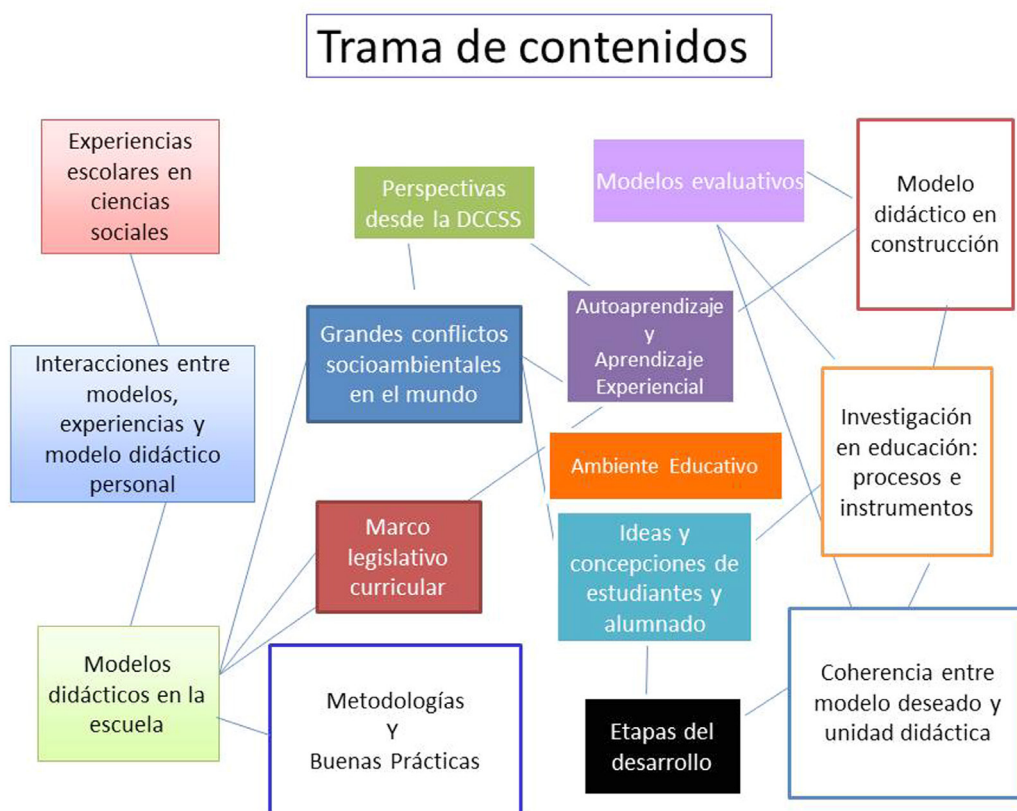 Trama de contenidos
Experiencias
escolares en
ciencias
sociales
Perspectivas
desde la DCCSS
Modelos evaluativos
Modelo
didáctico en
construcción
Interacciones entre
modelos,
experiencias y
modelo didáctico
personal
Grandes conflictos
socioambientales
en el mundo
Autoaprendizaje
y
Aprendizaje
Experiencial
Investigación
en educación:
procesos e
instrumentos
Ambiente Educativo
Marco
legislativo
curricular
Ideas y
concepciones de
estudiantes y
alumnado
Modelos
didácticos en la
escuela
Metodologías
Y
Buenas Prácticas
Etapas del
desarrollo
Coherencia entre
modelo deseado y
unidad didáctica